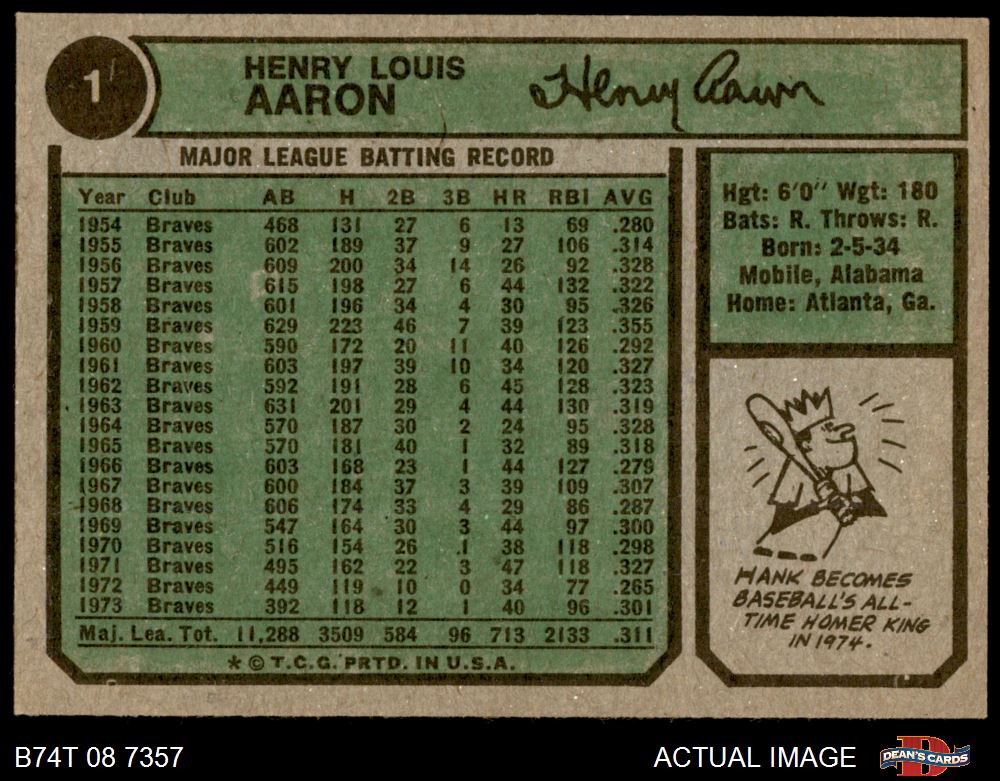 1
HENRY LOUIS
AARON
Henry Aaron
MAJOR LEAGUE BATTING RECORD
Year Club AB H 2B 3B HR RBI AVG
1954 Braves 468 131 27 6 13 69 .280
1955 Braves 602 189 37 9 27 106 .314
1956 Braves 609 200 34 14 26 92 .328
1957 Braves 615 198 27 6 44 132 .322
1958 Braves 601 196 34 4 30 95 .326
1959 Braves 629 223 46 7 39 123 .355
1960 Braves 590 172 20 11 40 126 .292
1961 Braves 603 197 39 10 34 120 .327
1962 Braves 592 191 28 6 45 128 .323
1963 Braves 631 201 29 4 44 130 .319
1964 Braves 570 187 30 2 24 95 .328
1965 Braves 570 181 40 1 32 89 .318
1966 Braves 603 168 23 1 44 127 .279
1967 Braves 600 184 37 3 39 109 .307
1968 Braves 606 174 33 4 29 86 .287
1969 Braves 547 164 30 3 44 97 .300
1970 Braves 516 154 26 1 38 118 .298
1971 Braves 495 162 22 3 47 118 .327
1972 Braves 449 119 10 0 34 77 .265
1973 Braves 392 118 12 1 40 96 .301
Maj. Lea. Tot. 11,288 3509 584 96 713 2133 .311
* © T.C.G. PRTD. IN U.S.A.
Hgt: 6'0" Wgt: 180
Bats: R. Throws: R.
Born: 2-5-34
Mobile, Alabama
Home: Atlanta, Ga.
HANK BECOMES
BASEBALL'S ALL-
TIME HOMER KING
IN 1974.
B74T 08 7357
ACTUAL IMAGE
DEAN'S CARDS